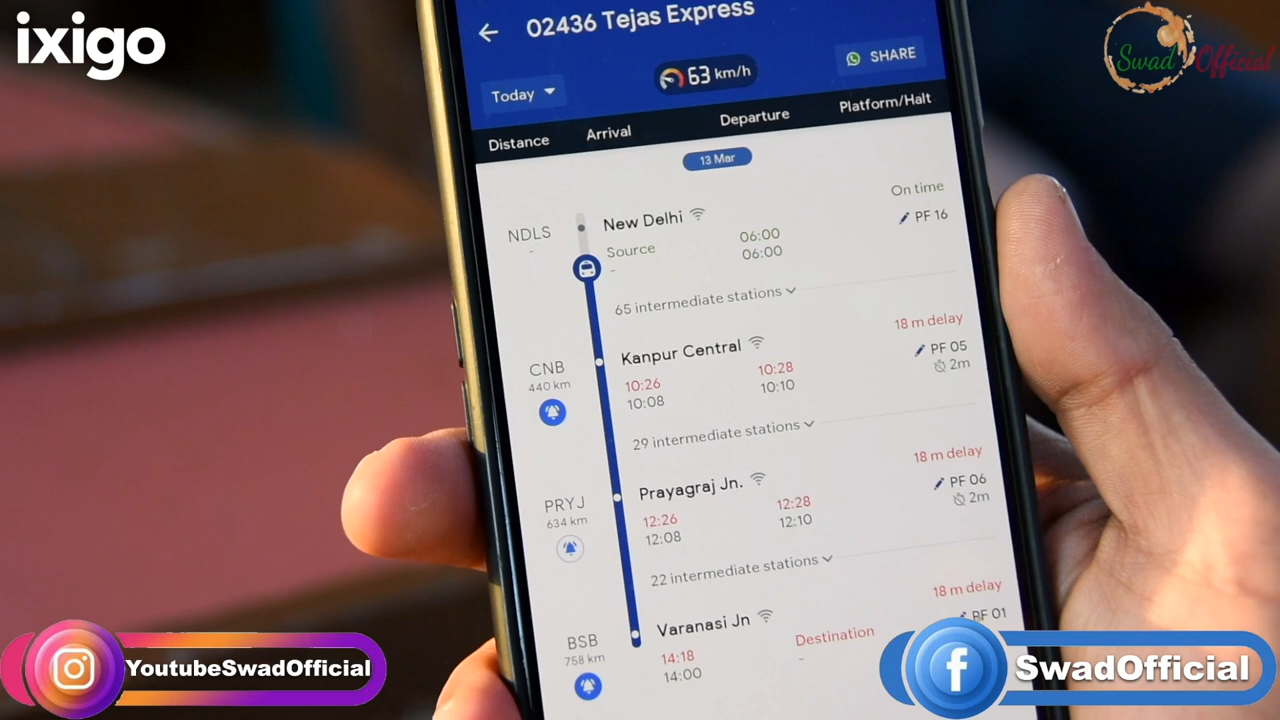 ixigo
Swad Official
02436 Tejas Express
Today
63 km/h
SHARE
Distance Arrival Departure Platform/Halt
13 Mar
NDLS
-
New Delhi
Source
-
06:00
06:00
On time
PF 16
65 intermediate stations
CNB
440 km
Kanpur Central
10:26
10:08
10:28
10:10
18 m delay
PF 05
2m
29 intermediate stations
PRYJ
634 km
Prayagraj Jn.
12:26
12:08
12:28
12:10
18 m delay
PF 06
2m
22 intermediate stations
BSB
758 km
Varanasi Jn
14:18
14:00
Destination
-
18 m delay
PF 01
YoutubeSwadOfficial
SwadOfficial